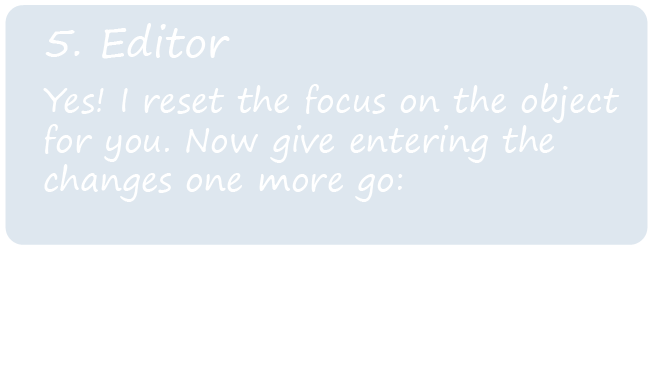 5. Editor
Yes! I reset the focus on the object
for you. Now give entering the
changes one more go: